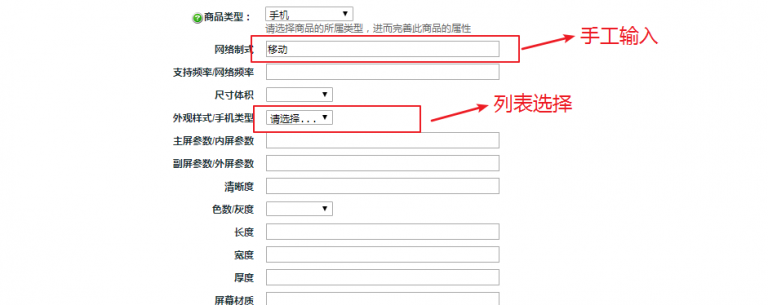 商品类型： 手机
请选择商品的所属类型，进而完善此商品的属性
网络制式 移动
手工输入
支持频率/网络频率
尺寸体积
列表选择
外观样式/手机类型 请选择...
主屏参数/内屏参数
副屏参数/外屏参数
清晰度
色数/灰度
长度
宽度
厚度
屏幕材质